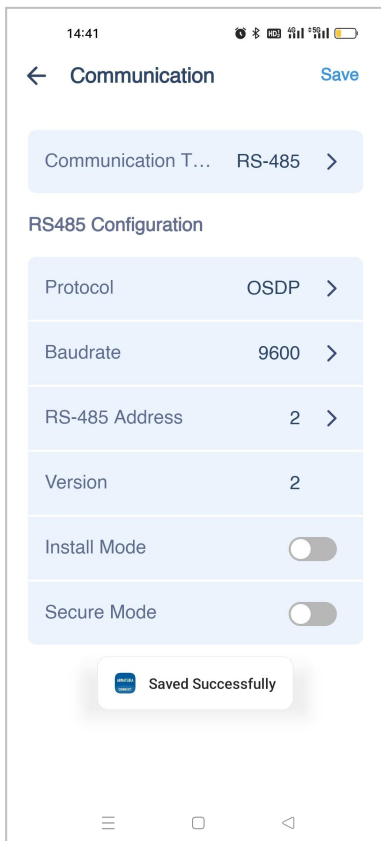 14:41
Communication
Save
Communication T... RS-485
RS485 Configuration
Protocol OSDP
Baudrate 9600
RS-485 Address 2
Version 2
Install Mode
Secure Mode
Saved Successfully